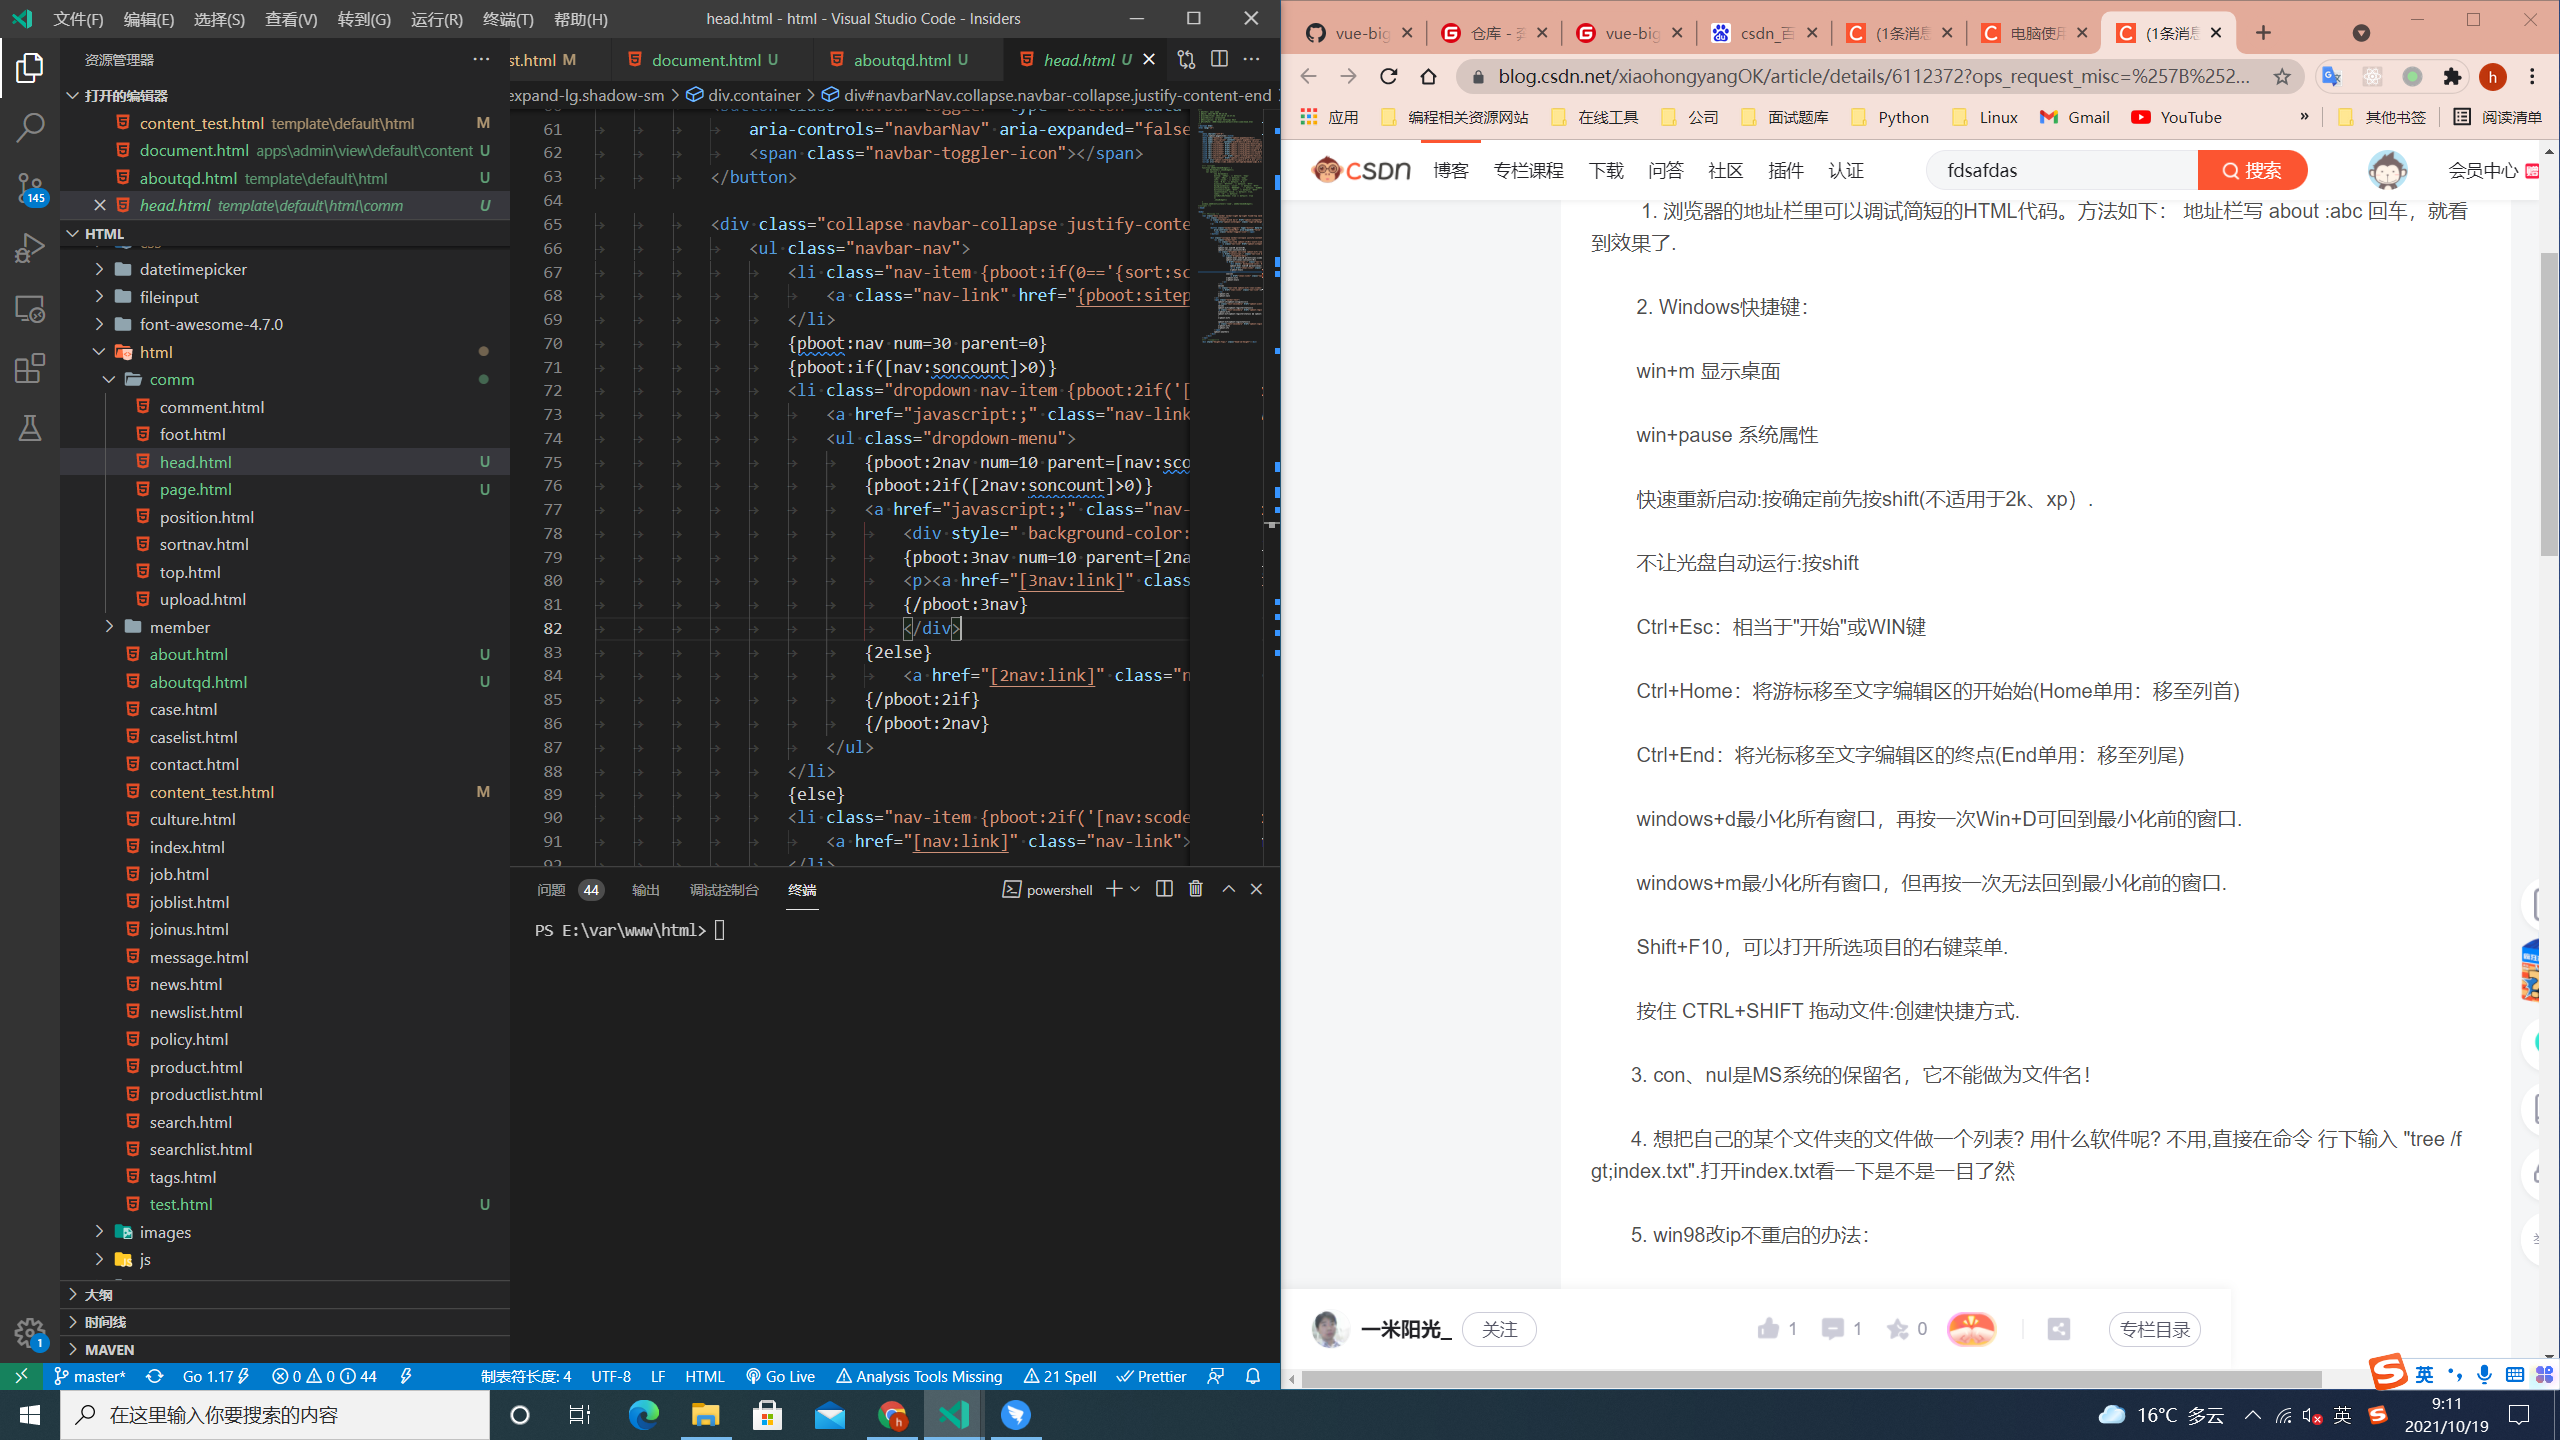 文件(F) 编辑(E) 选择(S) 查看(V) 转到(G) 运行(R) 终端(T) 帮助(H) head.html - html - Visual Studio Code - Insiders
资源管理器
打开的编辑器
content_test.html template\default\html M
document.html apps\admin\view\default\content U
aboutqd.html template\default\html U
head.html template\default\html\comm U
145
HTML
datetimepicker
fileinput
font-awesome-4.7.0
html
comm
comment.html
foot.html
head.html U
page.html U
position.html
sortnav.html
top.html
upload.html
member
about.html U
aboutqd.html U
case.html
caselist.html
contact.html
content_test.html M
culture.html
index.html
job.html
joblist.html
joinus.html
message.html
news.html
newslist.html
policy.html
product.html
productlist.html
search.html
searchlist.html
tags.html
test.html U
images
js
大纲
时间线
MAVEN
1
st.html M document.html U aboutqd.html U head.html U
expand-lg.shadow-sm > div.container > div#navbarNav.collapse.navbar-collapse.justify-content-end
61 aria-controls="navbarNav" aria-expanded="false
62 <span class="navbar-toggler-icon"></span>
63 </button>
64
65 <div class="collapse navbar-collapse justify-conte
66 <ul class="navbar-nav">
67 <li class="nav-item {pboot:if(0=='{sort:sc
68 <a class="nav-link" href="{pboot:sitep
69 </li>
70 {pboot:nav num=30 parent=0}
71 {pboot:if([nav:soncount]>0)}
72 <li class="dropdown nav-item {pboot:2if('[
73 <a href="javascript:;" class="nav-link
74 <ul class="dropdown-menu">
75 {pboot:2nav num=10 parent=[nav:sco
76 {pboot:2if([2nav:soncount]>0)}
77 <a href="javascript:;" class="nav-
78 <div style=" background-color:
79 {pboot:3nav num=10 parent=[2na
80 <p><a href="[3nav:link]" clas
81 {/pboot:3nav}
82 </div>
83 {2else}
84 <a href="[2nav:link]" class="n
85 {/pboot:2if}
86 {/pboot:2nav}
87 </ul>
88 </li>
89 {else}
90 <li class="nav-item {pboot:2if('[nav:scode
91 <a href="[nav:link]" class="nav-link">
92 </li>
问题 44 输出 调试控制台 终端 powershell
PS E:\var\www\html>
master* Go 1.17 0 0 44 制表符长度: 4 UTF-8 LF HTML Go Live Analysis Tools Missing 21 Spell Prettier
vue-big 仓库 - vue-big csdn_百 (1条消息 电脑使用 (1条消息
blog.csdn.net/xiaohongyangOK/article/details/6112372?ops_request_misc=%257B%252... h
应用 编程相关资源网站 在线工具 公司 面试题库 Python Linux Gmail YouTube » 其他书签 阅读清单
CSDN 博客 专栏课程 下载 问答 社区 插件 认证 fdsafdas 搜索 会员中心
1. 浏览器的地址栏里可以调试简短的HTML代码。方法如下： 地址栏写 about :abc 回车，就看
到效果了.
2. Windows快捷键：
win+m 显示桌面
win+pause 系统属性
快速重新启动:按确定前先按shift(不适用于2k、xp）.
不让光盘自动运行:按shift
Ctrl+Esc：相当于"开始"或WIN键
Ctrl+Home：将游标移至文字编辑区的开始始(Home单用：移至列首)
Ctrl+End：将光标移至文字编辑区的终点(End单用：移至列尾)
windows+d最小化所有窗口，再按一次Win+D可回到最小化前的窗口.
windows+m最小化所有窗口，但再按一次无法回到最小化前的窗口.
Shift+F10，可以打开所选项目的右键菜单.
按住 CTRL+SHIFT 拖动文件:创建快捷方式.
3. con、nul是MS系统的保留名，它不能做为文件名！
4. 想把自己的某个文件夹的文件做一个列表? 用什么软件呢? 不用,直接在命令 行下输入 "tree /f
gt;index.txt".打开index.txt看一下是不是一目了然
5. win98改ip不重启的办法：
一米阳光_ 关注 1 1 0 专栏目录
英
在这里输入你要搜索的内容
16°C 多云 英 9:11
2021/10/19